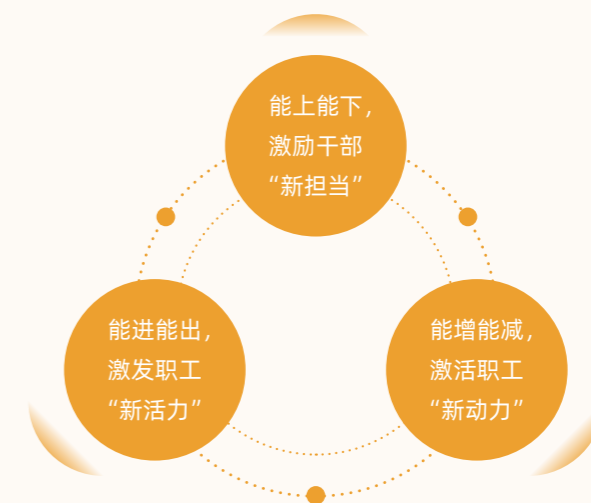 能上能下，
激励干部
“新担当”
能进能出，
激发职工
“新活力”
能增能减，
激活职工
“新动力”